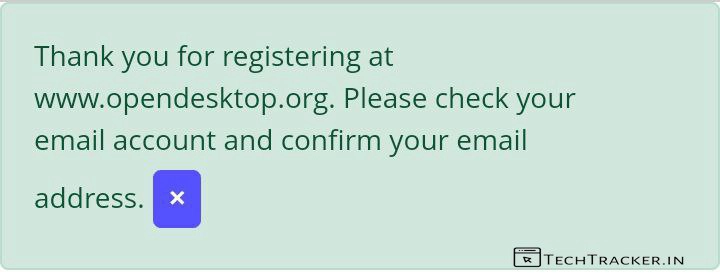 Thank you for registering at
www.opendesktop.org. Please check your
email account and confirm your email
address. ×
TECHTRACKER.IN